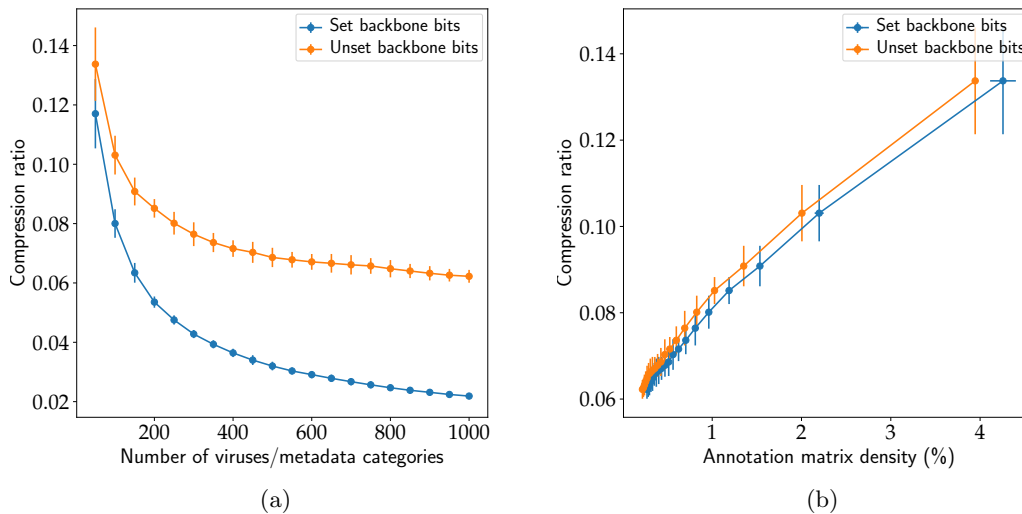 Set backbone bits
Unset backbone bits
0.14
0.12
0.10
0.08
0.06
0.04
0.02
Compression ratio
200
400
600
800
1000
Number of viruses/metadata categories
(a)
Set backbone bits
Unset backbone bits
0.14
0.12
0.10
0.08
0.06
Compression ratio
1
2
3
4
Annotation matrix density (%)
(b)